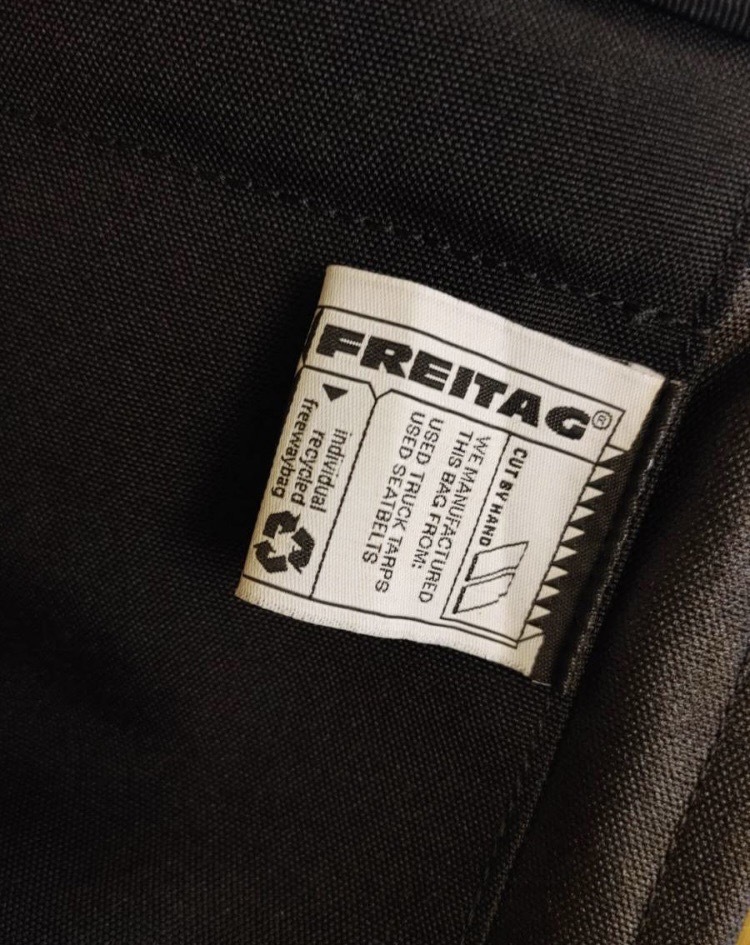 FREITAG®
individual
recycled
freewaybag
WE MANUFACTURED
THIS BAG FROM:
USED TRUCK TARPS
USED SEATBELTS
CUT BY HAND